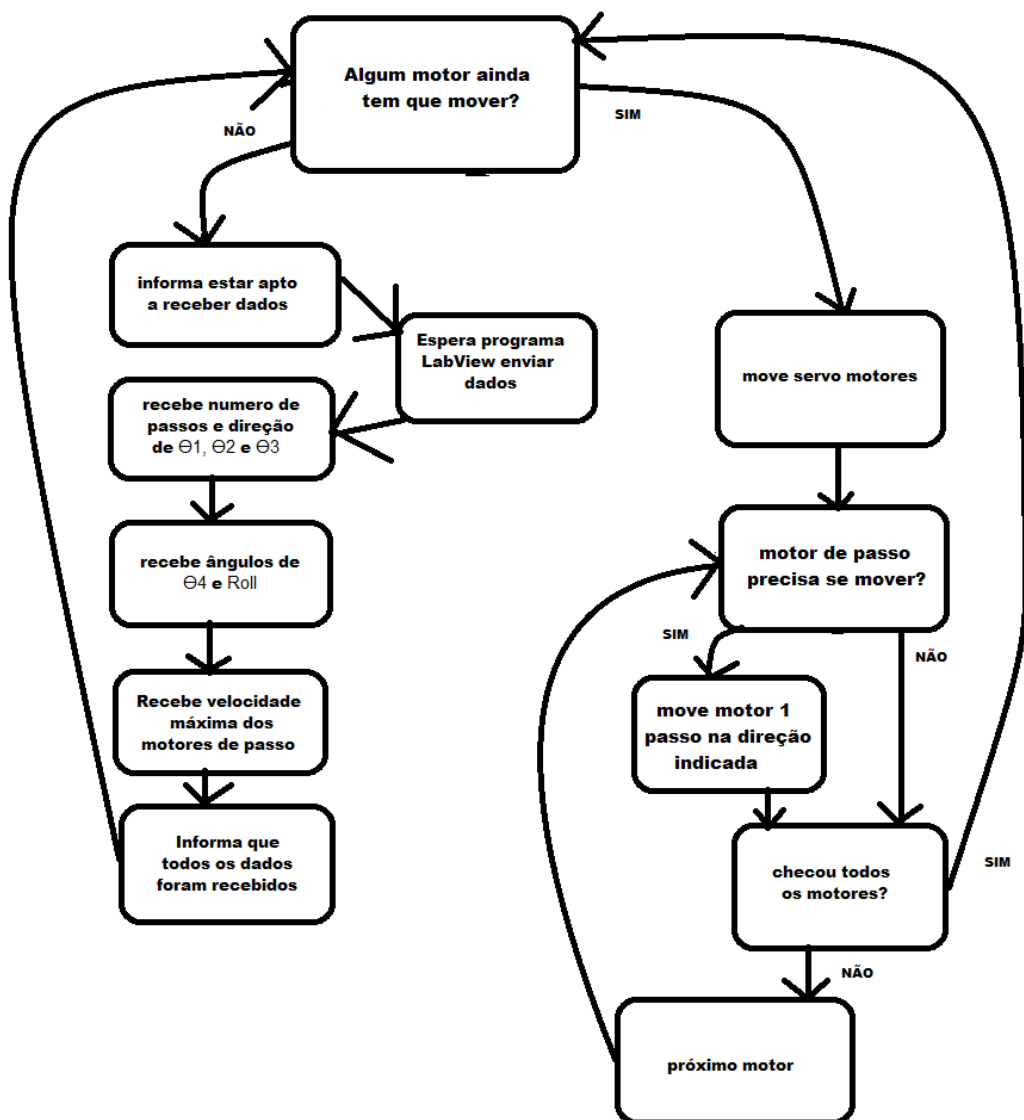 Algum motor ainda
tem que mover?
NÃO
SIM
informa estar apto
a receber dados
Espera programa
LabView enviar
dados
recebe numero de
passos e direção
de ϴ1, ϴ2 e ϴ3
recebe ângulos de
ϴ4 e Roll
Recebe velocidade
máxima dos
motores de passo
Informa que
todos os dados
foram recebidos
move servo motores
motor de passo
precisa se mover?
SIM
NÃO
move motor 1
passo na direção
indicada
checou todos
os motores?
SIM
NÃO
próximo motor